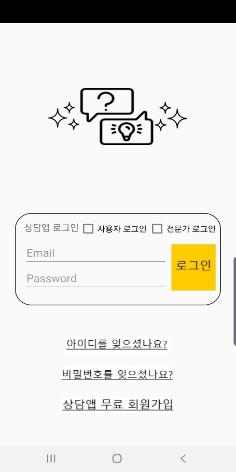 상담앱 로그인 사용자 로그인 전문가 로그인
Email
로그인
Password
아이디를 잊으셨나요?
비밀번호를 잊으셨나요?
상담앱 무료 회원가입